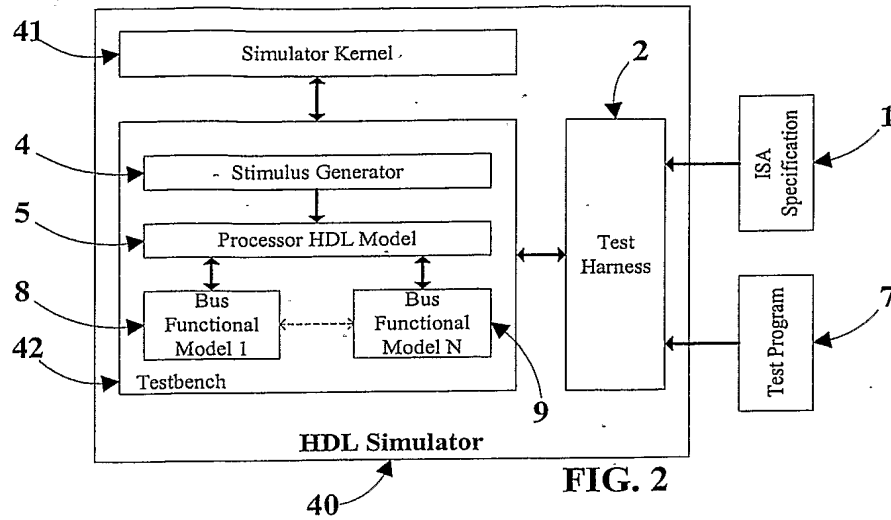 41
Simulator Kernel
2
1
ISA
Specification
4
Stimulus Generator
5
Processor HDL Model
Test
Harness
8
Bus
Functional
Model 1
Bus
Functional
Model N
7
Test Program
42
Testbench
9
HDL Simulator
40
FIG. 2